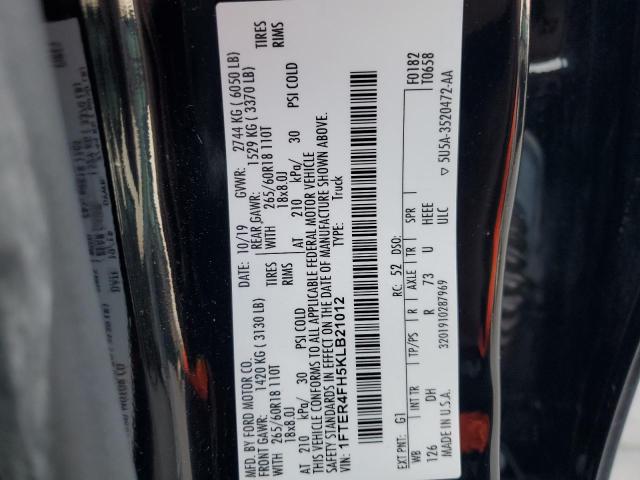 MFD. BY FORD MOTOR CO.
DATE: 10/19 GVWR: 2744 KG ( 6050 LB)
FRONT GAWR: 1420 KG ( 3130 LB) REAR GAWR: 1529 KG ( 3370 LB)
WITH 265/60R18 110T TIRES WITH 265/60R18 110T TIRES
18x8.0J RIMS 18x8.0J RIMS
AT 210 kPa/ 30 PSI COLD AT 210 kPa/ 30 PSI COLD
THIS VEHICLE CONFORMS TO ALL APPLICABLE FEDERAL MOTOR VEHICLE
SAFETY STANDARDS IN EFFECT ON THE DATE OF MANUFACTURE SHOWN ABOVE.
VIN: 1FTER4FH5KLB21012
TYPE: Truck
F0182
T0658
EXT PNT: G1 RC: 52 DSO:
WB INT TR TP/PS R AXLE TR SPR
126 DH R 73 U HEEE
MADE IN U.S.A. 3201910287969 ULC
▽ 5U5A-3520472-AA